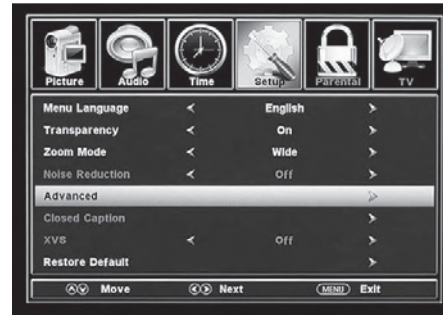 Picture Audio Time Setup Parental TV
Menu Language English
Transparency On
Zoom Mode Wide
Noise Reduction Off
Advanced
Closed Caption
XVS Off
Restore Default
Move Next MENU Exit